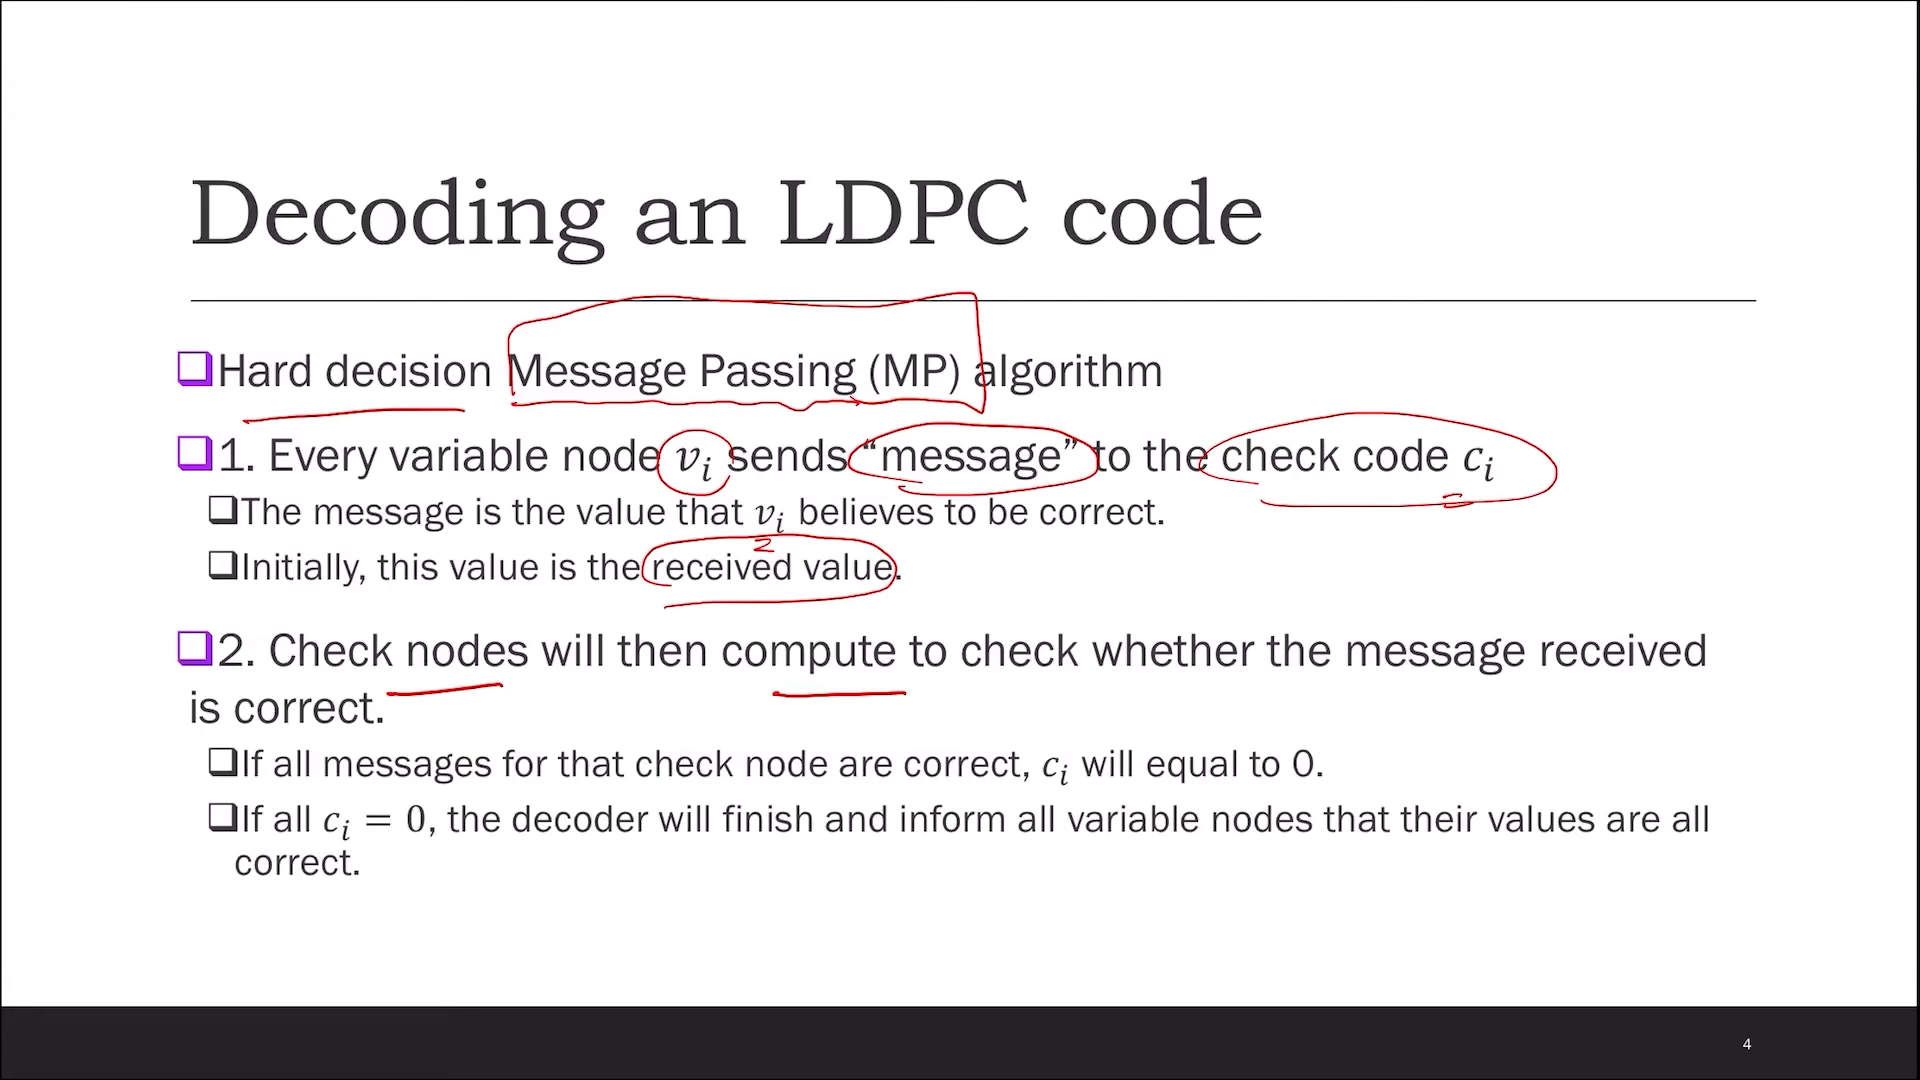 Decoding an LDPC code
❑Hard decision Message Passing (MP) algorithm
❑1. Every variable node 𝑣ᵢ sends “message” to the check code 𝑐ᵢ
❑The message is the value that 𝑣ᵢ believes to be correct.
❑Initially, this value is the received value.
❑2. Check nodes will then compute to check whether the message received
is correct.
❑If all messages for that check node are correct, 𝑐ᵢ will equal to 0.
❑If all 𝑐ᵢ = 0, the decoder will finish and inform all variable nodes that their values are all
correct.
4